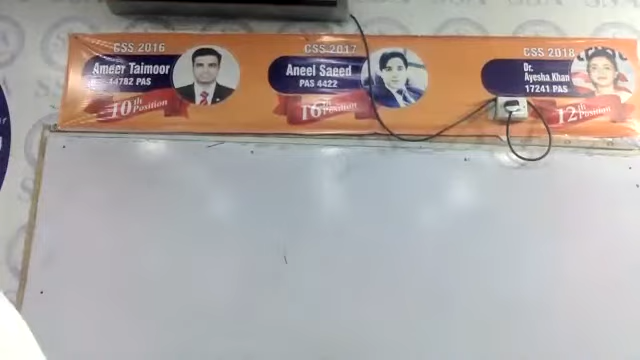 CSS 2016
Ameer Taimoor
14782 PAS
10th Position
CSS 2017
Aneel Saeed
PAS 4422
16th Position
CSS 2018
Dr.
Ayesha Khan
17241 PAS
12th Position